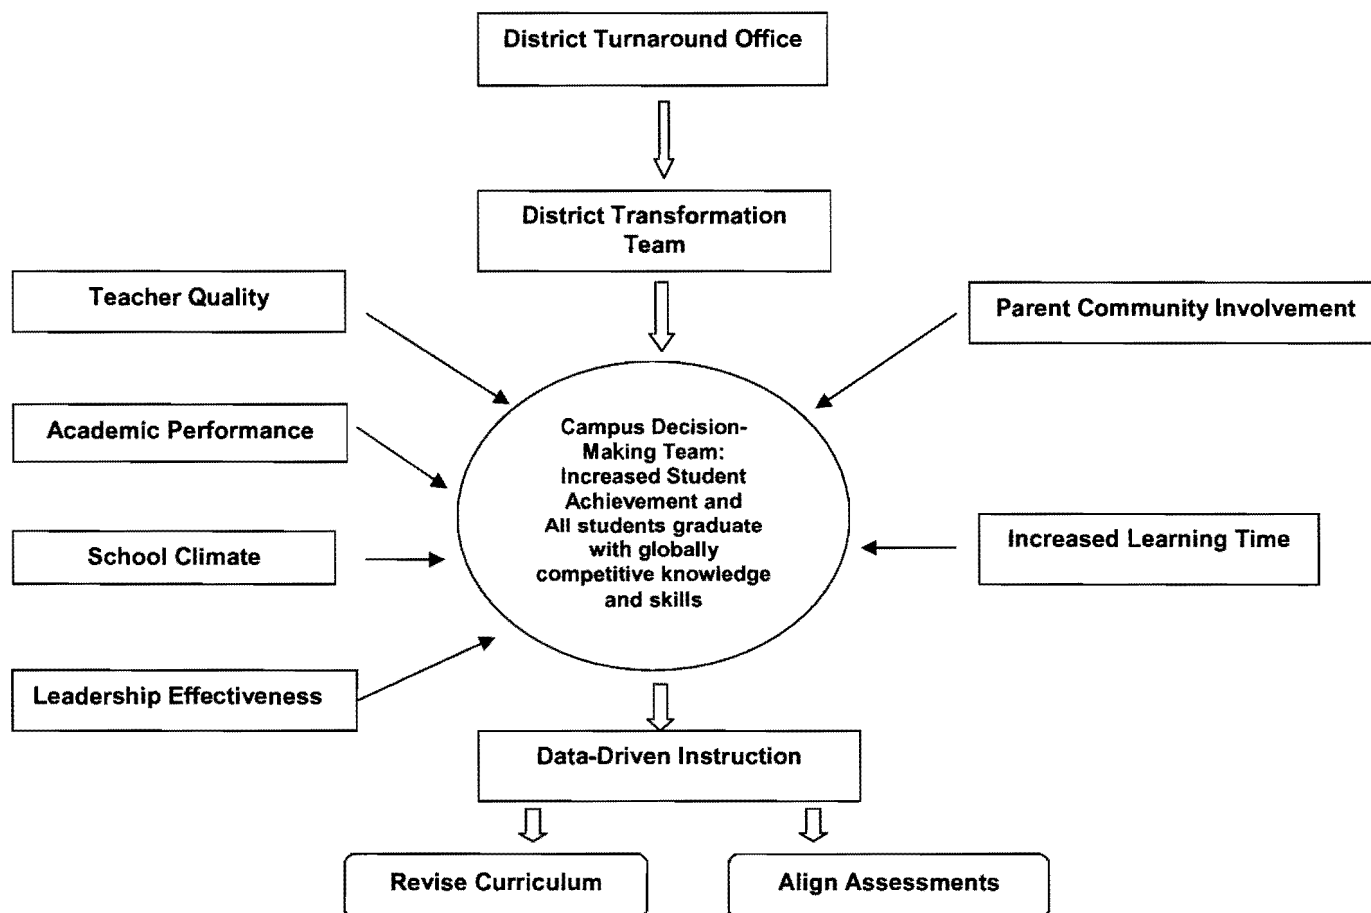 District Turnaround Office
District Transformation
Team
Teacher Quality
Parent Community Involvement
Academic Performance
Campus Decision-
Making Team:
Increased Student
Achievement and
All students graduate
with globally
competitive knowledge
and skills
School Climate
Increased Learning Time
Leadership Effectiveness
Data-Driven Instruction
Revise Curriculum
Align Assessments